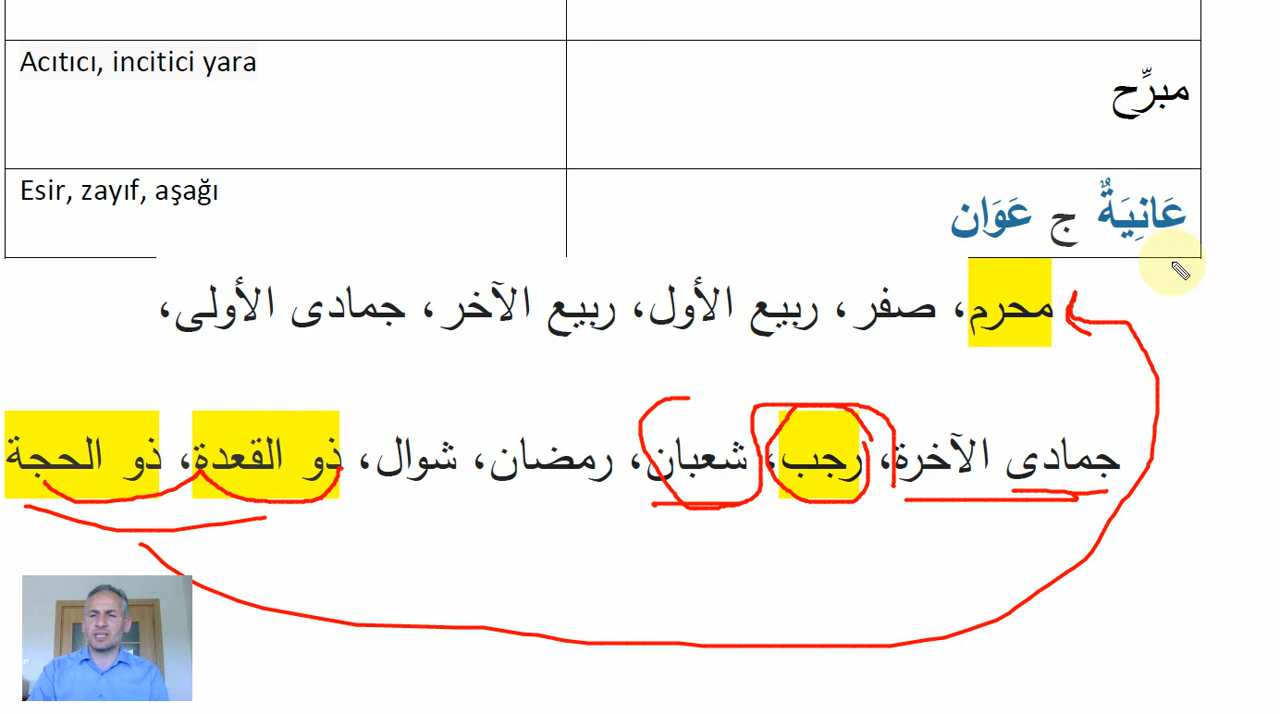 Acıtıcı, incitici yara
مبرِّح
Esir, zayıf, aşağı
عَانِيَةٌ ج عَوَان
محرم، صفر، ربيع الأول، ربيع الآخر، جمادى الأولى،
جمادى الآخرة، رجب، شعبان، رمضان، شوال، ذو القعدة، ذو الحجة